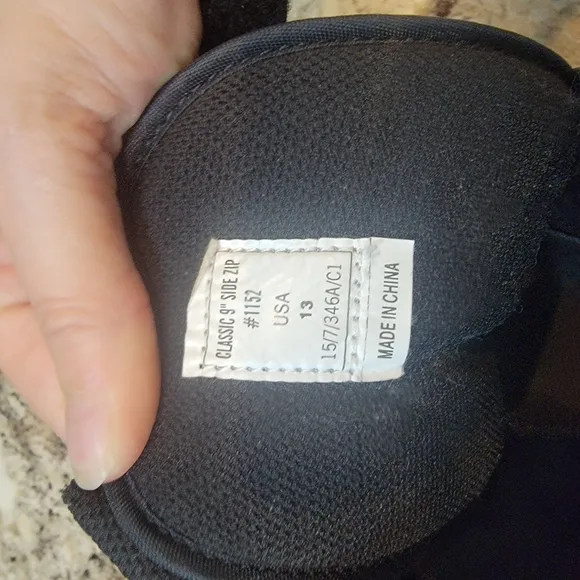 CLASSIC 9" SIDE ZIP
#1152
USA
13
15/7/346A/C1
MADE IN CHINA